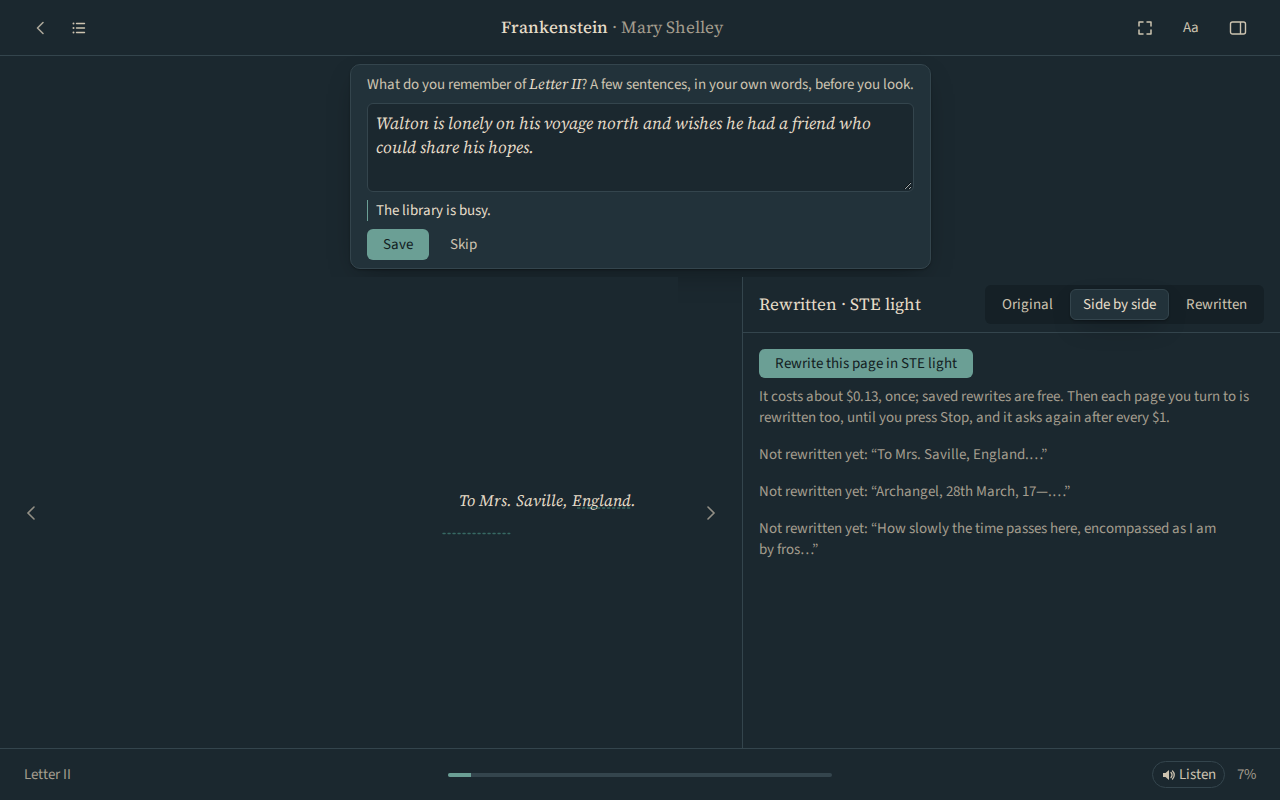 Frankenstein · Mary Shelley
Aa
What do you remember of Letter II? A few sentences, in your own words, before you look.
Walton is lonely on his voyage north and wishes he had a friend who
could share his hopes.
The library is busy.
Save
Skip
To Mrs. Saville, England.
Rewritten · STE light
Original
Side by side
Rewritten
Rewrite this page in STE light
It costs about $0.13, once; saved rewrites are free. Then each page you turn to is
rewritten too, until you press Stop, and it asks again after every $1.
Not rewritten yet: “To Mrs. Saville, England.…”
Not rewritten yet: “Archangel, 28th March, 17—.…”
Not rewritten yet: “How slowly the time passes here, encompassed as I am
by fros…”
Letter II
Listen
7%